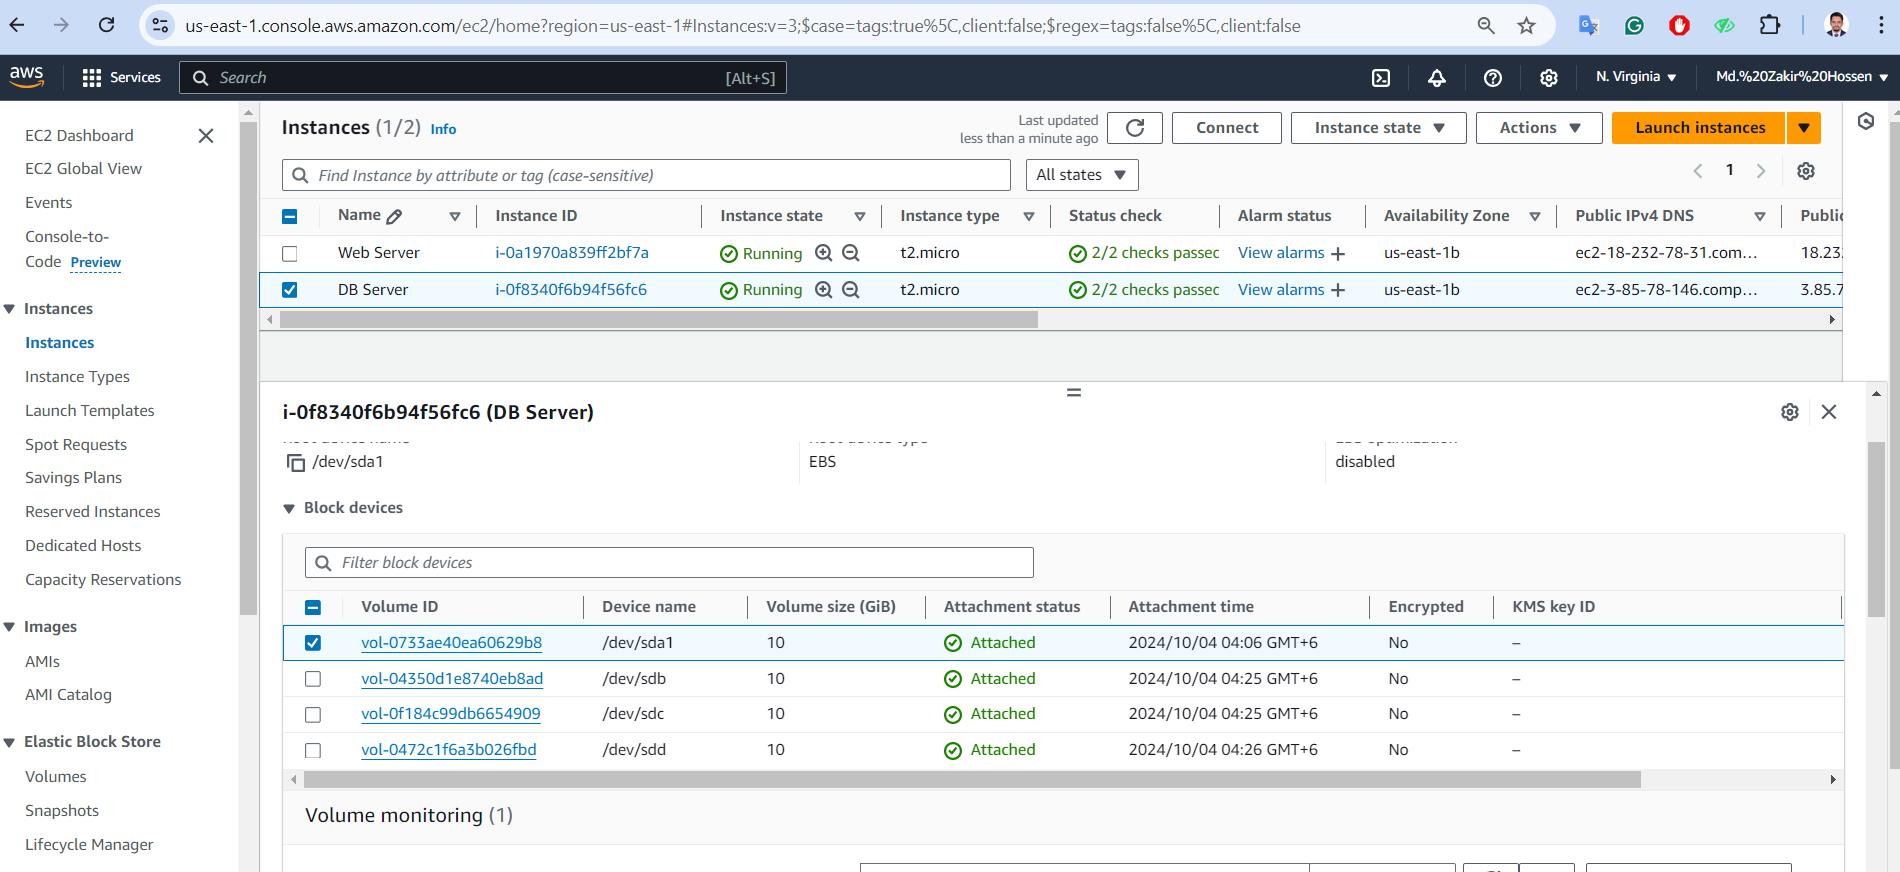 us-east-1.console.aws.amazon.com/ec2/home?region=us-east-1#Instances:v=3;$case=tags:true%5C,client:false;$regex=tags:false%5C,client:false
aws Services Search [Alt+S] N. Virginia Md.%20Zakir%20Hossen
EC2 Dashboard
EC2 Global View
Events
Console-to-
Code Preview
Instances
Instances
Instance Types
Launch Templates
Spot Requests
Savings Plans
Reserved Instances
Dedicated Hosts
Capacity Reservations
Images
AMIs
AMI Catalog
Elastic Block Store
Volumes
Snapshots
Lifecycle Manager
Instances (1/2) Info
Last updated
less than a minute ago
Connect Instance state Actions Launch instances
Find Instance by attribute or tag (case-sensitive) All states 1
Name Instance ID Instance state Instance type Status check Alarm status Availability Zone Public IPv4 DNS Public
Web Server i-0a1970a839ff2bf7a Running t2.micro 2/2 checks passec View alarms + us-east-1b ec2-18-232-78-31.com... 18.23
DB Server i-0f8340f6b94f56fc6 Running t2.micro 2/2 checks passec View alarms + us-east-1b ec2-3-85-78-146.comp... 3.85.7
i-0f8340f6b94f56fc6 (DB Server)
/dev/sda1 EBS disabled
Block devices
Filter block devices
Volume ID Device name Volume size (GiB) Attachment status Attachment time Encrypted KMS key ID
vol-0733ae40ea60629b8 /dev/sda1 10 Attached 2024/10/04 04:06 GMT+6 No –
vol-04350d1e8740eb8ad /dev/sdb 10 Attached 2024/10/04 04:25 GMT+6 No –
vol-0f184c99db6654909 /dev/sdc 10 Attached 2024/10/04 04:25 GMT+6 No –
vol-0472c1f6a3b026fbd /dev/sdd 10 Attached 2024/10/04 04:26 GMT+6 No –
Volume monitoring (1)